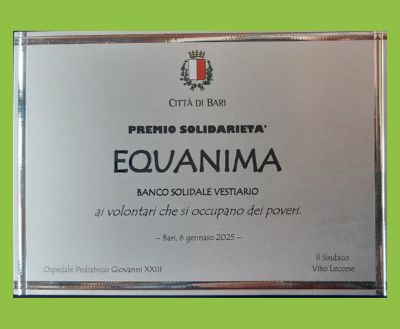 CITTÀ DI BARI
PREMIO SOLIDARIETA'
EQUANIMA
BANCO SOLIDALE VESTIARIO
ai volontari che si occupano dei poveri.
– Bari, 6 gennaio 2025 –
Il Sindaco
Ospedale Pediatrico Giovanni XXIII Vito Leccese